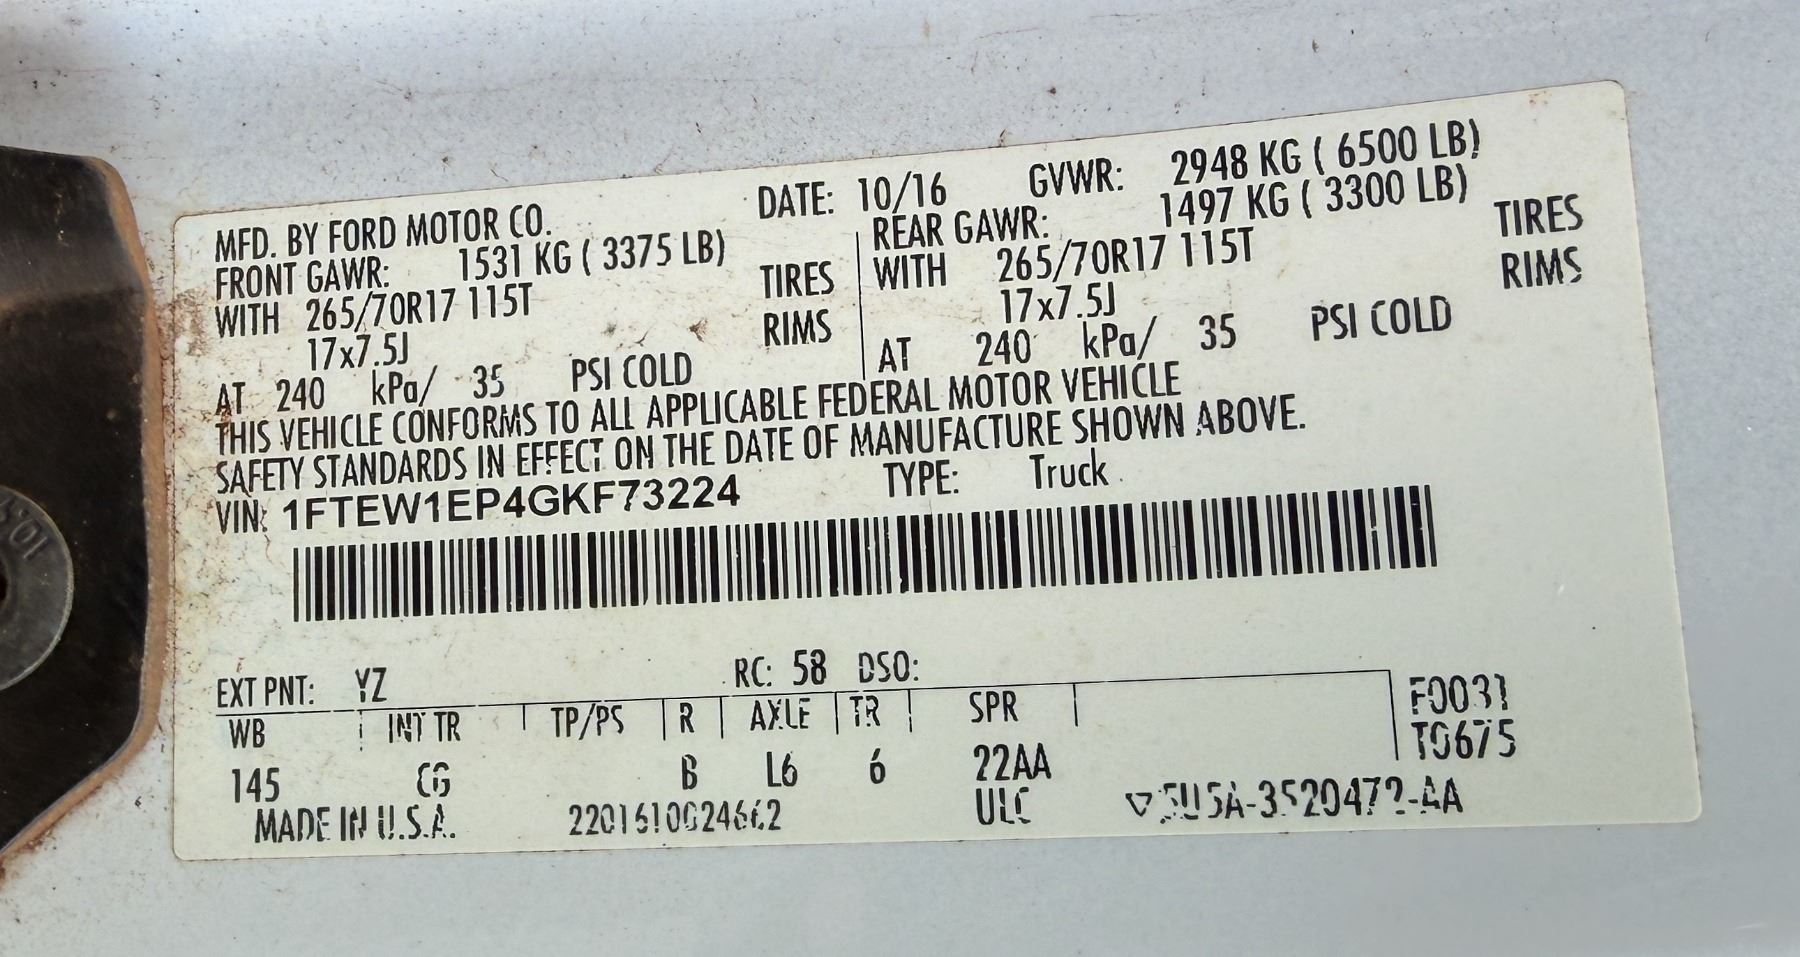 MFD. BY FORD MOTOR CO. DATE: 10/16 GVWR: 2948 KG ( 6500 LB)
FRONT GAWR: 1531 KG ( 3375 LB) REAR GAWR: 1497 KG ( 3300 LB)
WITH 265/70R17 115T TIRES WITH 265/70R17 115T TIRES
17x7.5J RIMS 17x7.5J RIMS
AT 240 kPa/ 35 PSI COLD AT 240 kPa/ 35 PSI COLD
THIS VEHICLE CONFORMS TO ALL APPLICABLE FEDERAL MOTOR VEHICLE
SAFETY STANDARDS IN EFFECT ON THE DATE OF MANUFACTURE SHOWN ABOVE.
VIN: 1FTEW1EP4GKF73224 TYPE: Truck
EXT PNT: YZ RC: 58 DSO:
WB INT TR TP/PS R AXLE TR SPR F0031
T0675
145 CG B L6 6 22AA
MADE IN U.S.A. ULC